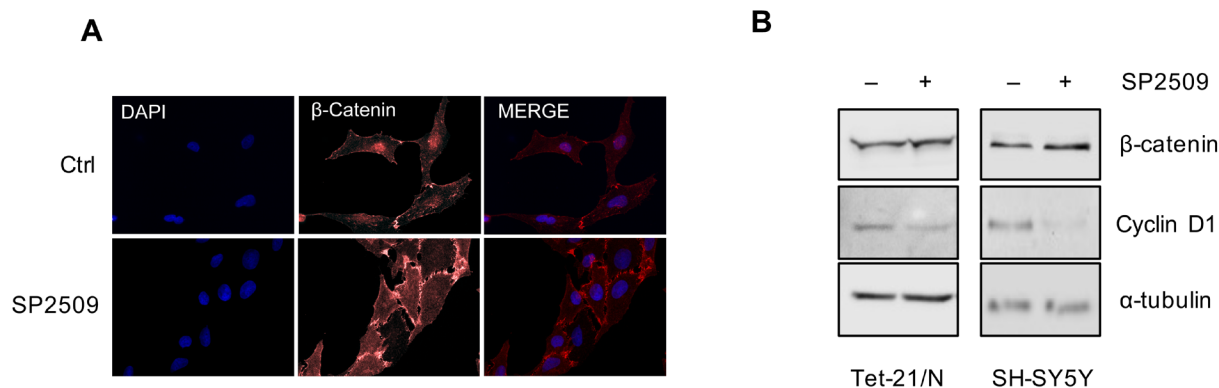 A
DAPI β-Catenin MERGE
Ctrl
SP2509
B
– + – + SP2509
β-catenin
Cyclin D1
α-tubulin
Tet-21/N SH-SY5Y